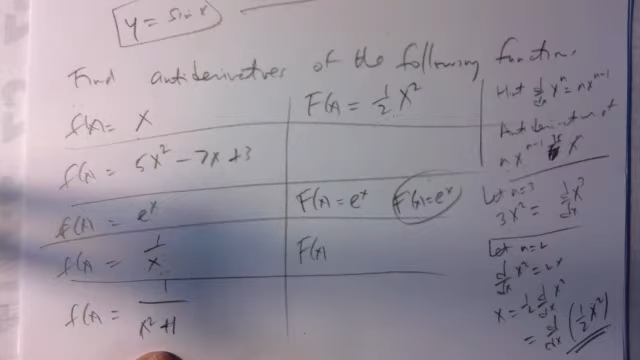 y = sin x
Find antiderivatives of the following functions.
f(x) = x
F(x) = ½ x²
f(x) = 5x² − 7x + 3
f(x) = eˣ
F(x) = eˣ
F(x) = eˣ
f(x) = 1/x
F(x)
f(x) = 1/(x² + 1)
Hint d/dx xⁿ = nxⁿ⁻¹
Antiderivative of
nxⁿ⁻¹ is xⁿ
Let n = 3
3x² = d/dx x³
Let n = 2
d/dx x² = 2x
x = ½ d/dx x²
= d/dx (½ x²)